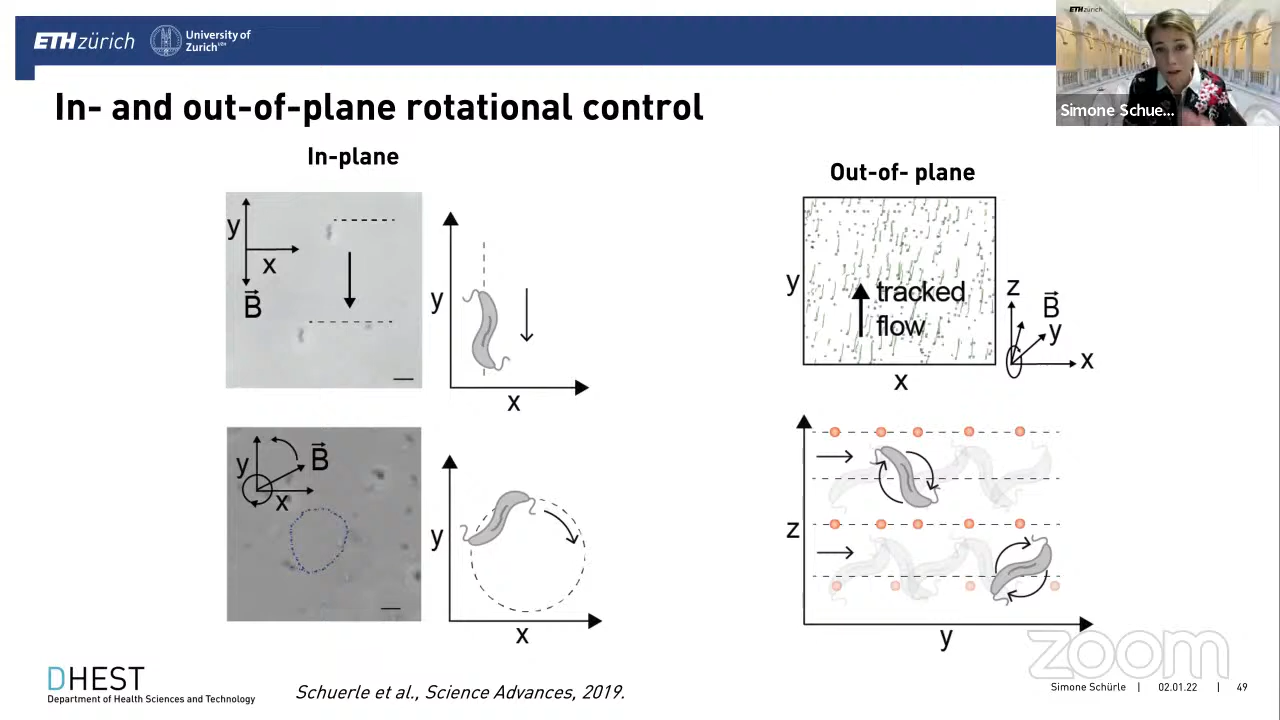 ETH zürich
University of
Zurich
ETH zürich
Simone Schue...
In- and out-of-plane rotational control
In-plane
Out-of- plane
y
x
B
y
x
y
x
tracked
flow
z
B
y
x
y
x
B
y
x
z
y
zoom
DHEST
Department of Health Sciences and Technology
Schuerle et al., Science Advances, 2019.
Simone Schürle | 02.01.22 | 49